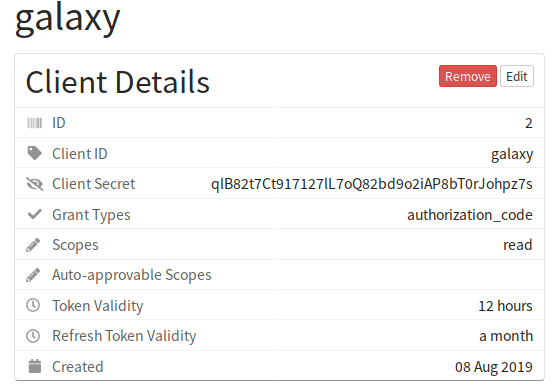 galaxy
Client Details
Remove
Edit
ID 2
Client ID galaxy
Client Secret qlB82t7Ct917127lL7oQ82bd9o2iAP8bT0rJohpz7s
Grant Types authorization_code
Scopes read
Auto-approvable Scopes
Token Validity 12 hours
Refresh Token Validity a month
Created 08 Aug 2019